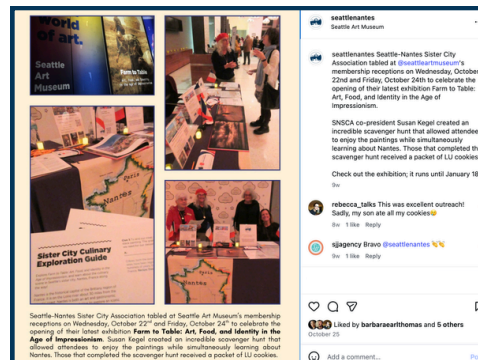 World
of art.
Seattle
Art
Museum
Farm to Table
Paris
Nantes
Sister City Culinary
Exploration Guide
Paris
Nantes
Seattle-Nantes Sister City Association tabled at Seattle Art Museum's membership
receptions on Wednesday, October 22nd and Friday, October 24th to celebrate the
opening of their latest exhibition Farm to Table: Art, Food, and Identity in the
Age of Impressionism. Susan Kegel created an incredible scavenger hunt that
allowed attendees to enjoy the paintings while simultaneously learning about
Nantes. Those that completed the scavenger hunt received a packet of LU cookies.
seattlenantes
Seattle Art Museum
seattlenantes Seattle-Nantes Sister City
Association tabled at @seattleartmuseum's
membership receptions on Wednesday, October
22nd and Friday, October 24th to celebrate the
opening of their latest exhibition Farm to Table:
Art, Food, and Identity in the Age of
Impressionism.
SNSCA co-president Susan Kegel created an
incredible scavenger hunt that allowed attendee
to enjoy the paintings while simultaneously
learning about Nantes. Those that completed the
scavenger hunt received a packet of LU cookies
Check out the exhibition; it runs until January 18
9w
rebecca_talks This was excellent outreach!
Sadly, my son ate all my cookies😅
8w 1 like Reply
sjjagency Bravo @seattlenantes 👏👏
9w 1 like Reply
Liked by barbaraearlthomas and 5 others
October 25
Add a comment...
Po